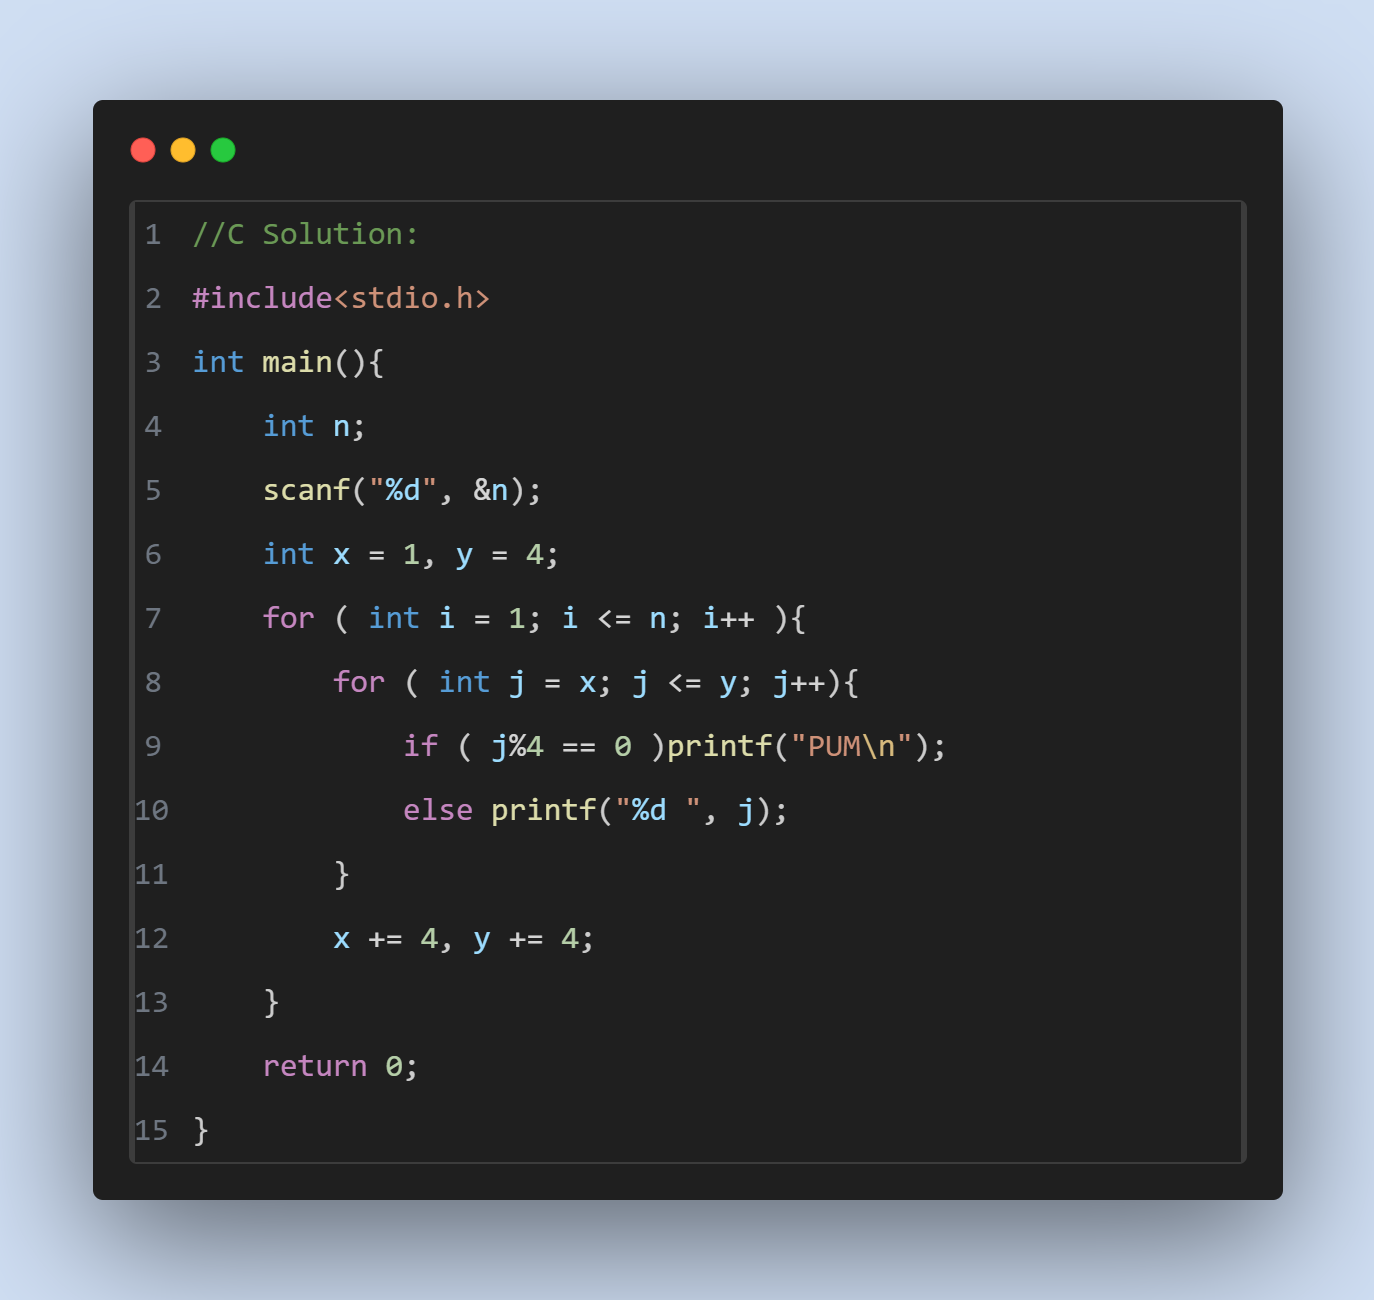 1 //C Solution:
2 #include<stdio.h>
3 int main(){
4     int n;
5     scanf("%d", &n);
6     int x = 1, y = 4;
7     for ( int i = 1; i <= n; i++ ){
8         for ( int j = x; j <= y; j++){
9             if ( j%4 == 0 )printf("PUM\n");
10             else printf("%d ", j);
11         }
12         x += 4, y += 4;
13     }
14     return 0;
15 }